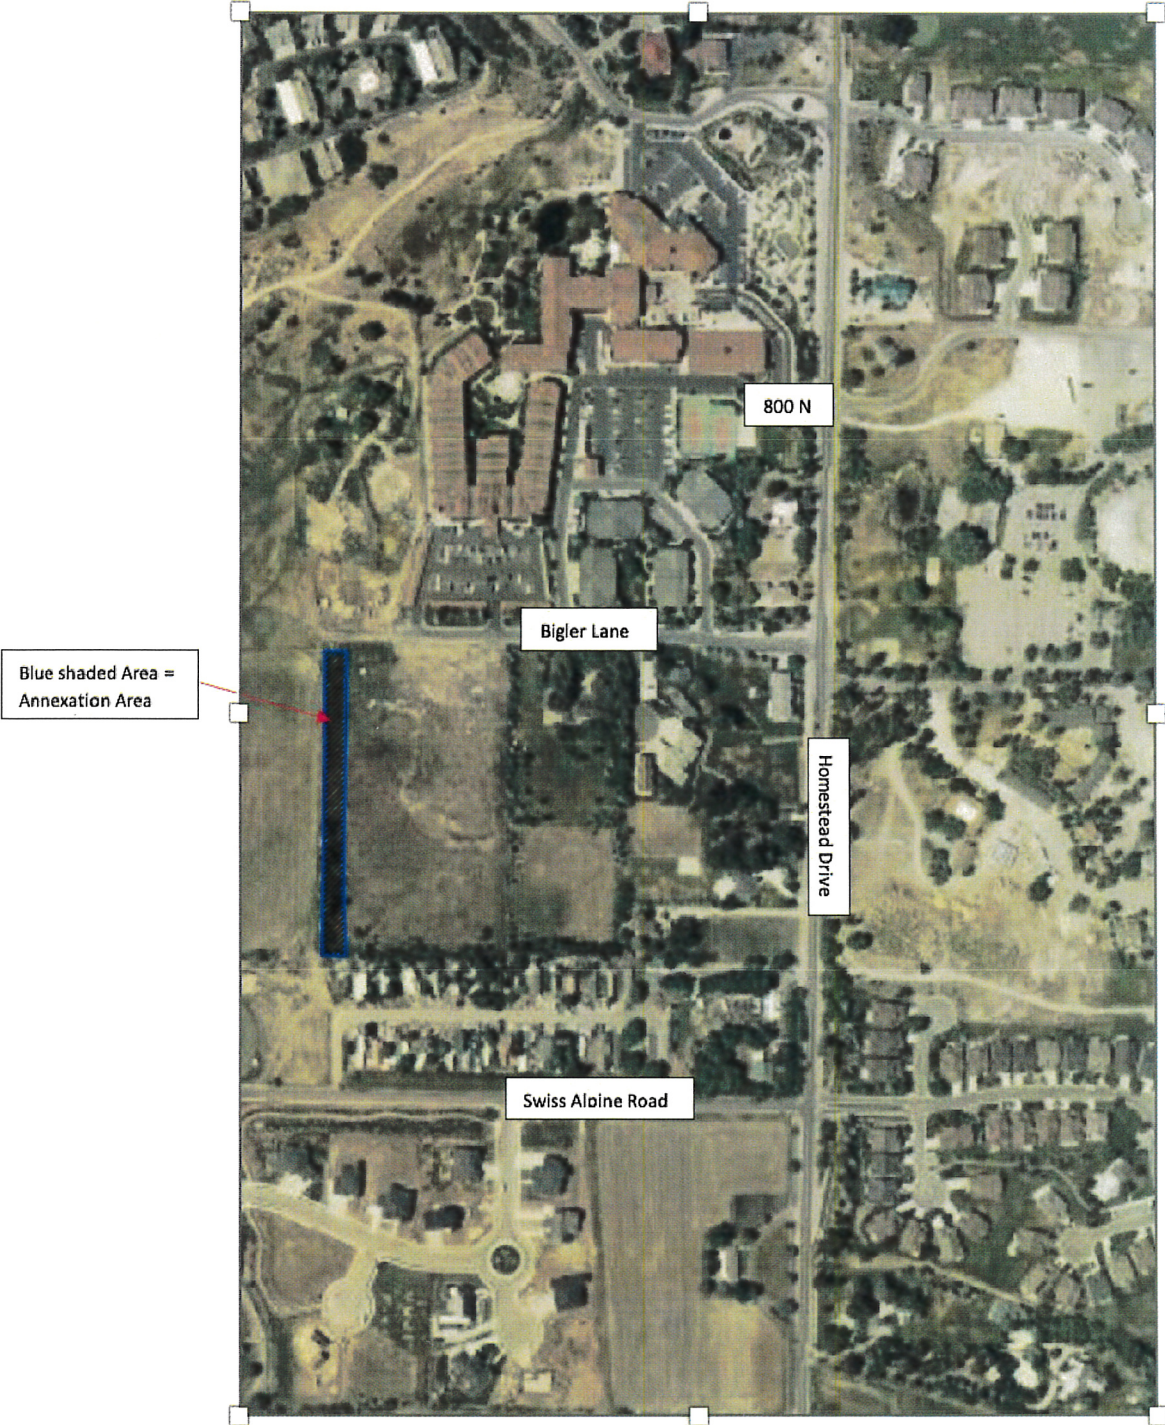 800 N
Bigler Lane
Blue shaded Area =
Annexation Area
Homestead Drive
Swiss Alpine Road